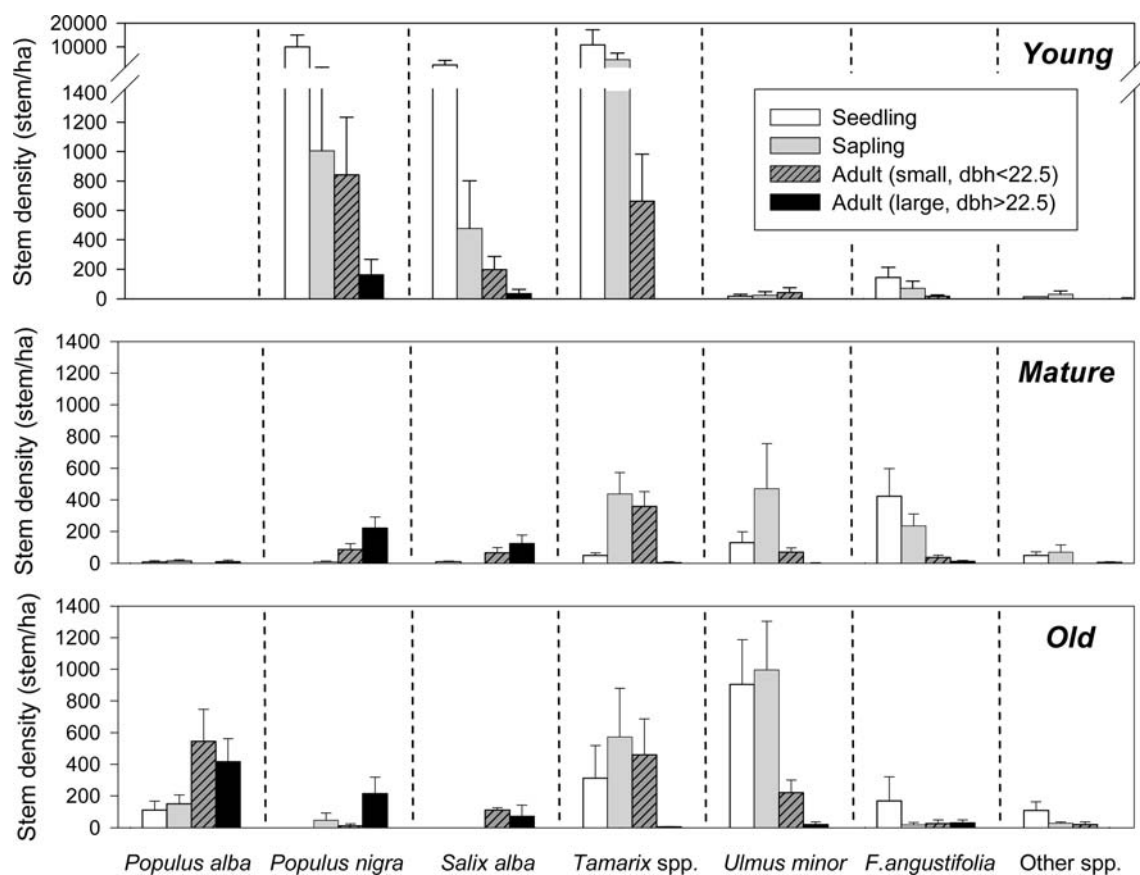 20000
10000
1400
1200
1000
800
600
400
200
0
Stem density (stem/ha)
Young
Seedling
Sapling
Adult (small, dbh<22.5)
Adult (large, dbh>22.5)
1400
1200
1000
800
600
400
200
0
Stem density (stem/ha)
Mature
1400
1200
1000
800
600
400
200
0
Stem density (stem/ha)
Old
Populus alba Populus nigra Salix alba Tamarix spp. Ulmus minor F.angustifolia Other spp.